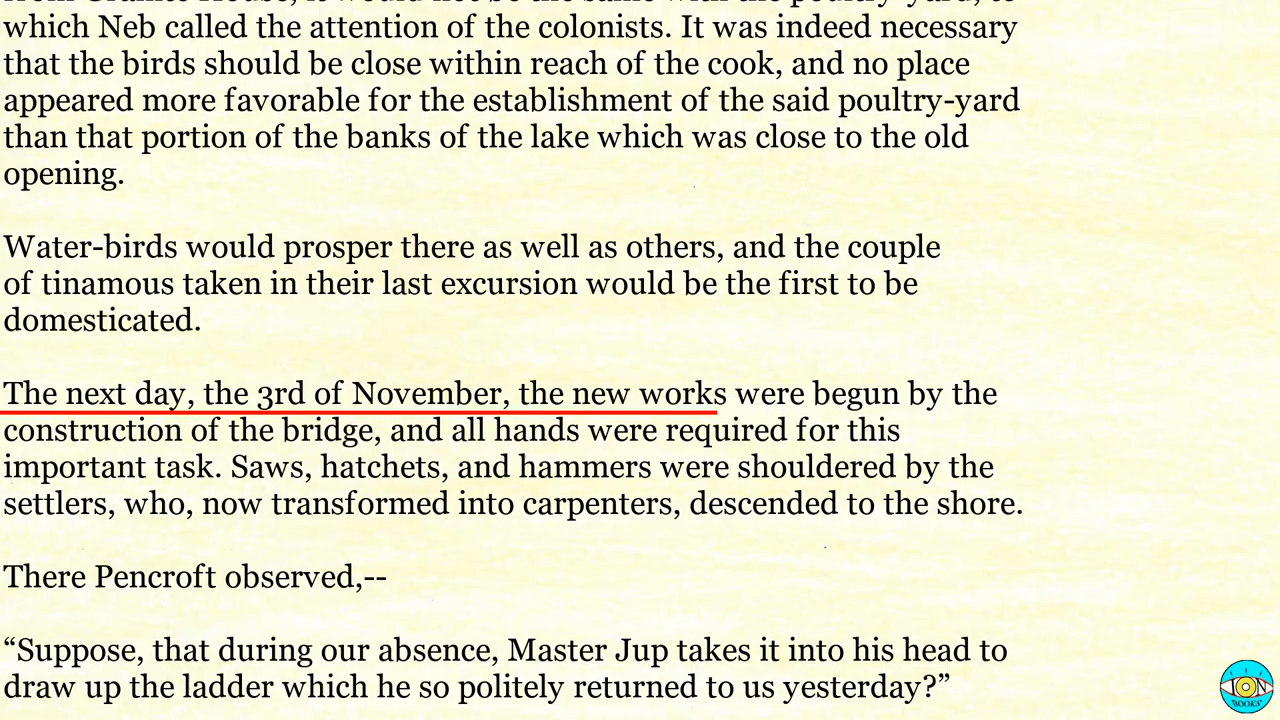 which Neb called the attention of the colonists. It was indeed necessary
that the birds should be close within reach of the cook, and no place
appeared more favorable for the establishment of the said poultry-yard
than that portion of the banks of the lake which was close to the old
opening.
Water-birds would prosper there as well as others, and the couple
of tinamous taken in their last excursion would be the first to be
domesticated.
The next day, the 3rd of November, the new works were begun by the
construction of the bridge, and all hands were required for this
important task. Saws, hatchets, and hammers were shouldered by the
settlers, who, now transformed into carpenters, descended to the shore.
There Pencroft observed,--
“Suppose, that during our absence, Master Jup takes it into his head to
draw up the ladder which he so politely returned to us yesterday?”
ION
BOOKS